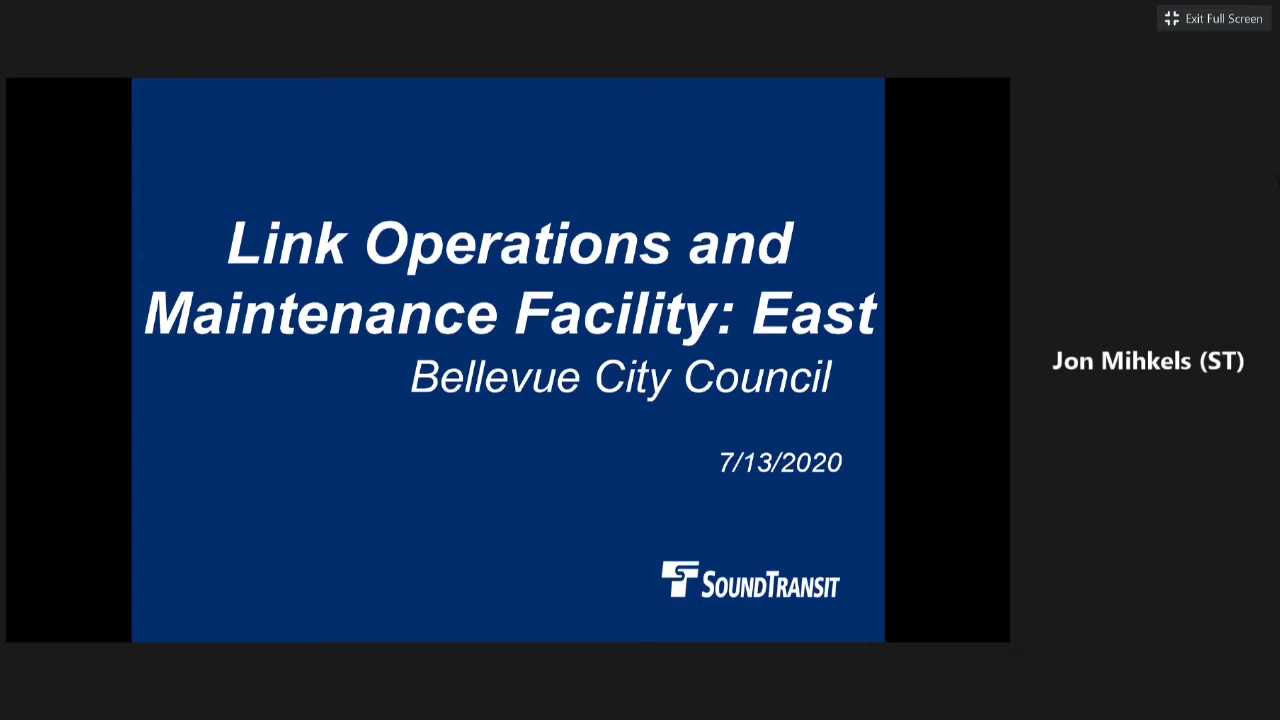 Exit Full Screen
Link Operations and
Maintenance Facility: East
Bellevue City Council
7/13/2020
SOUNDTRANSIT
Jon Mihkels (ST)